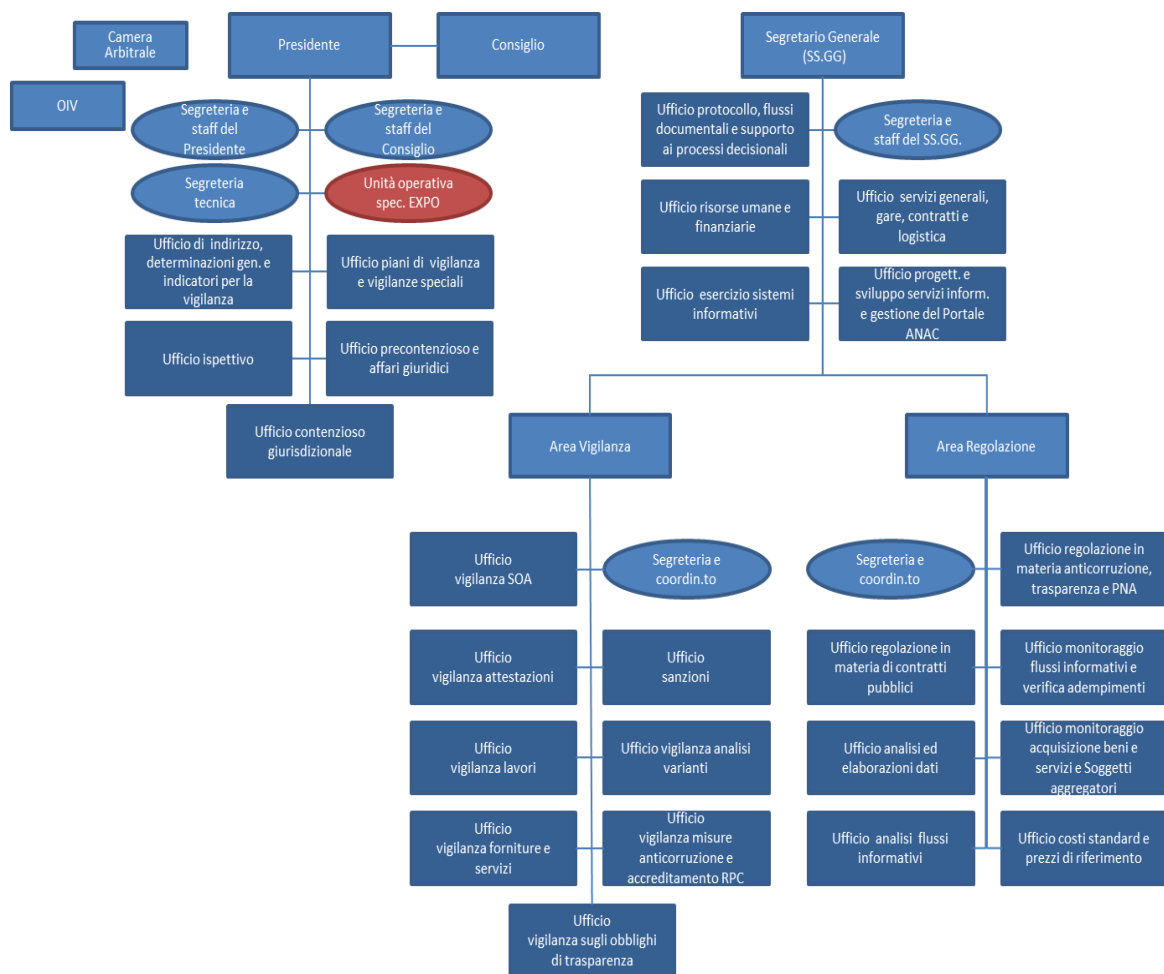 Camera
Arbitrale
Presidente
Consiglio
Segretario Generale
(SS.GG)
OIV
Segreteria e
staff del
Presidente
Segreteria e
staff del
Consiglio
Segreteria
tecnica
Unità operativa
spec. EXPO
Ufficio di indirizzo,
determinazioni gen. e
indicatori per la
vigilanza
Ufficio piani di vigilanza
e vigilanze speciali
Ufficio ispettivo
Ufficio precontenzioso e
affari giuridici
Ufficio contenzioso
giurisdizionale
Ufficio protocollo, flussi
documentali e supporto
ai processi decisionali
Segreteria e
staff del SS.GG.
Ufficio risorse umane e
finanziarie
Ufficio servizi generali,
gare, contratti e
logistica
Ufficio esercizio sistemi
informativi
Ufficio progett. e
sviluppo servizi inform.
e gestione del Portale
ANAC
Area Vigilanza
Area Regolazione
Ufficio
vigilanza SOA
Segreteria e
coordin.to
Ufficio
vigilanza attestazioni
Ufficio
sanzioni
Ufficio
vigilanza lavori
Ufficio vigilanza analisi
varianti
Ufficio
vigilanza forniture e
servizi
Ufficio
vigilanza misure
anticorruzione e
accreditamento RPC
Ufficio
vigilanza sugli obblighi
di trasparenza
Segreteria e
coordin.to
Ufficio regolazione in
materia anticorruzione,
trasparenza e PNA
Ufficio regolazione in
materia di contratti
pubblici
Ufficio monitoraggio
flussi informativi e
verifica adempimenti
Ufficio analisi ed
elaborazioni dati
Ufficio monitoraggio
acquisizione beni e
servizi e Soggetti
aggregatori
Ufficio analisi flussi
informativi
Ufficio costi standard e
prezzi di riferimento